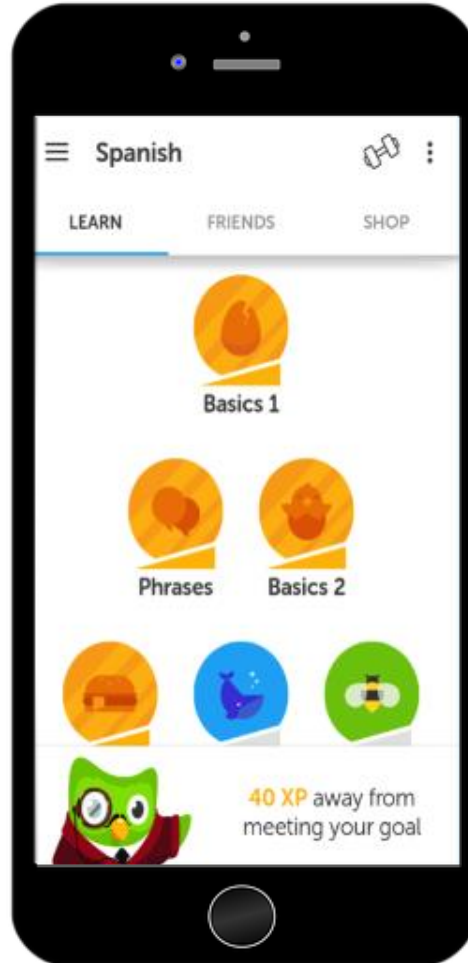 Spanish
LEARN FRIENDS SHOP
Basics 1
Phrases Basics 2
40 XP away from
meeting your goal